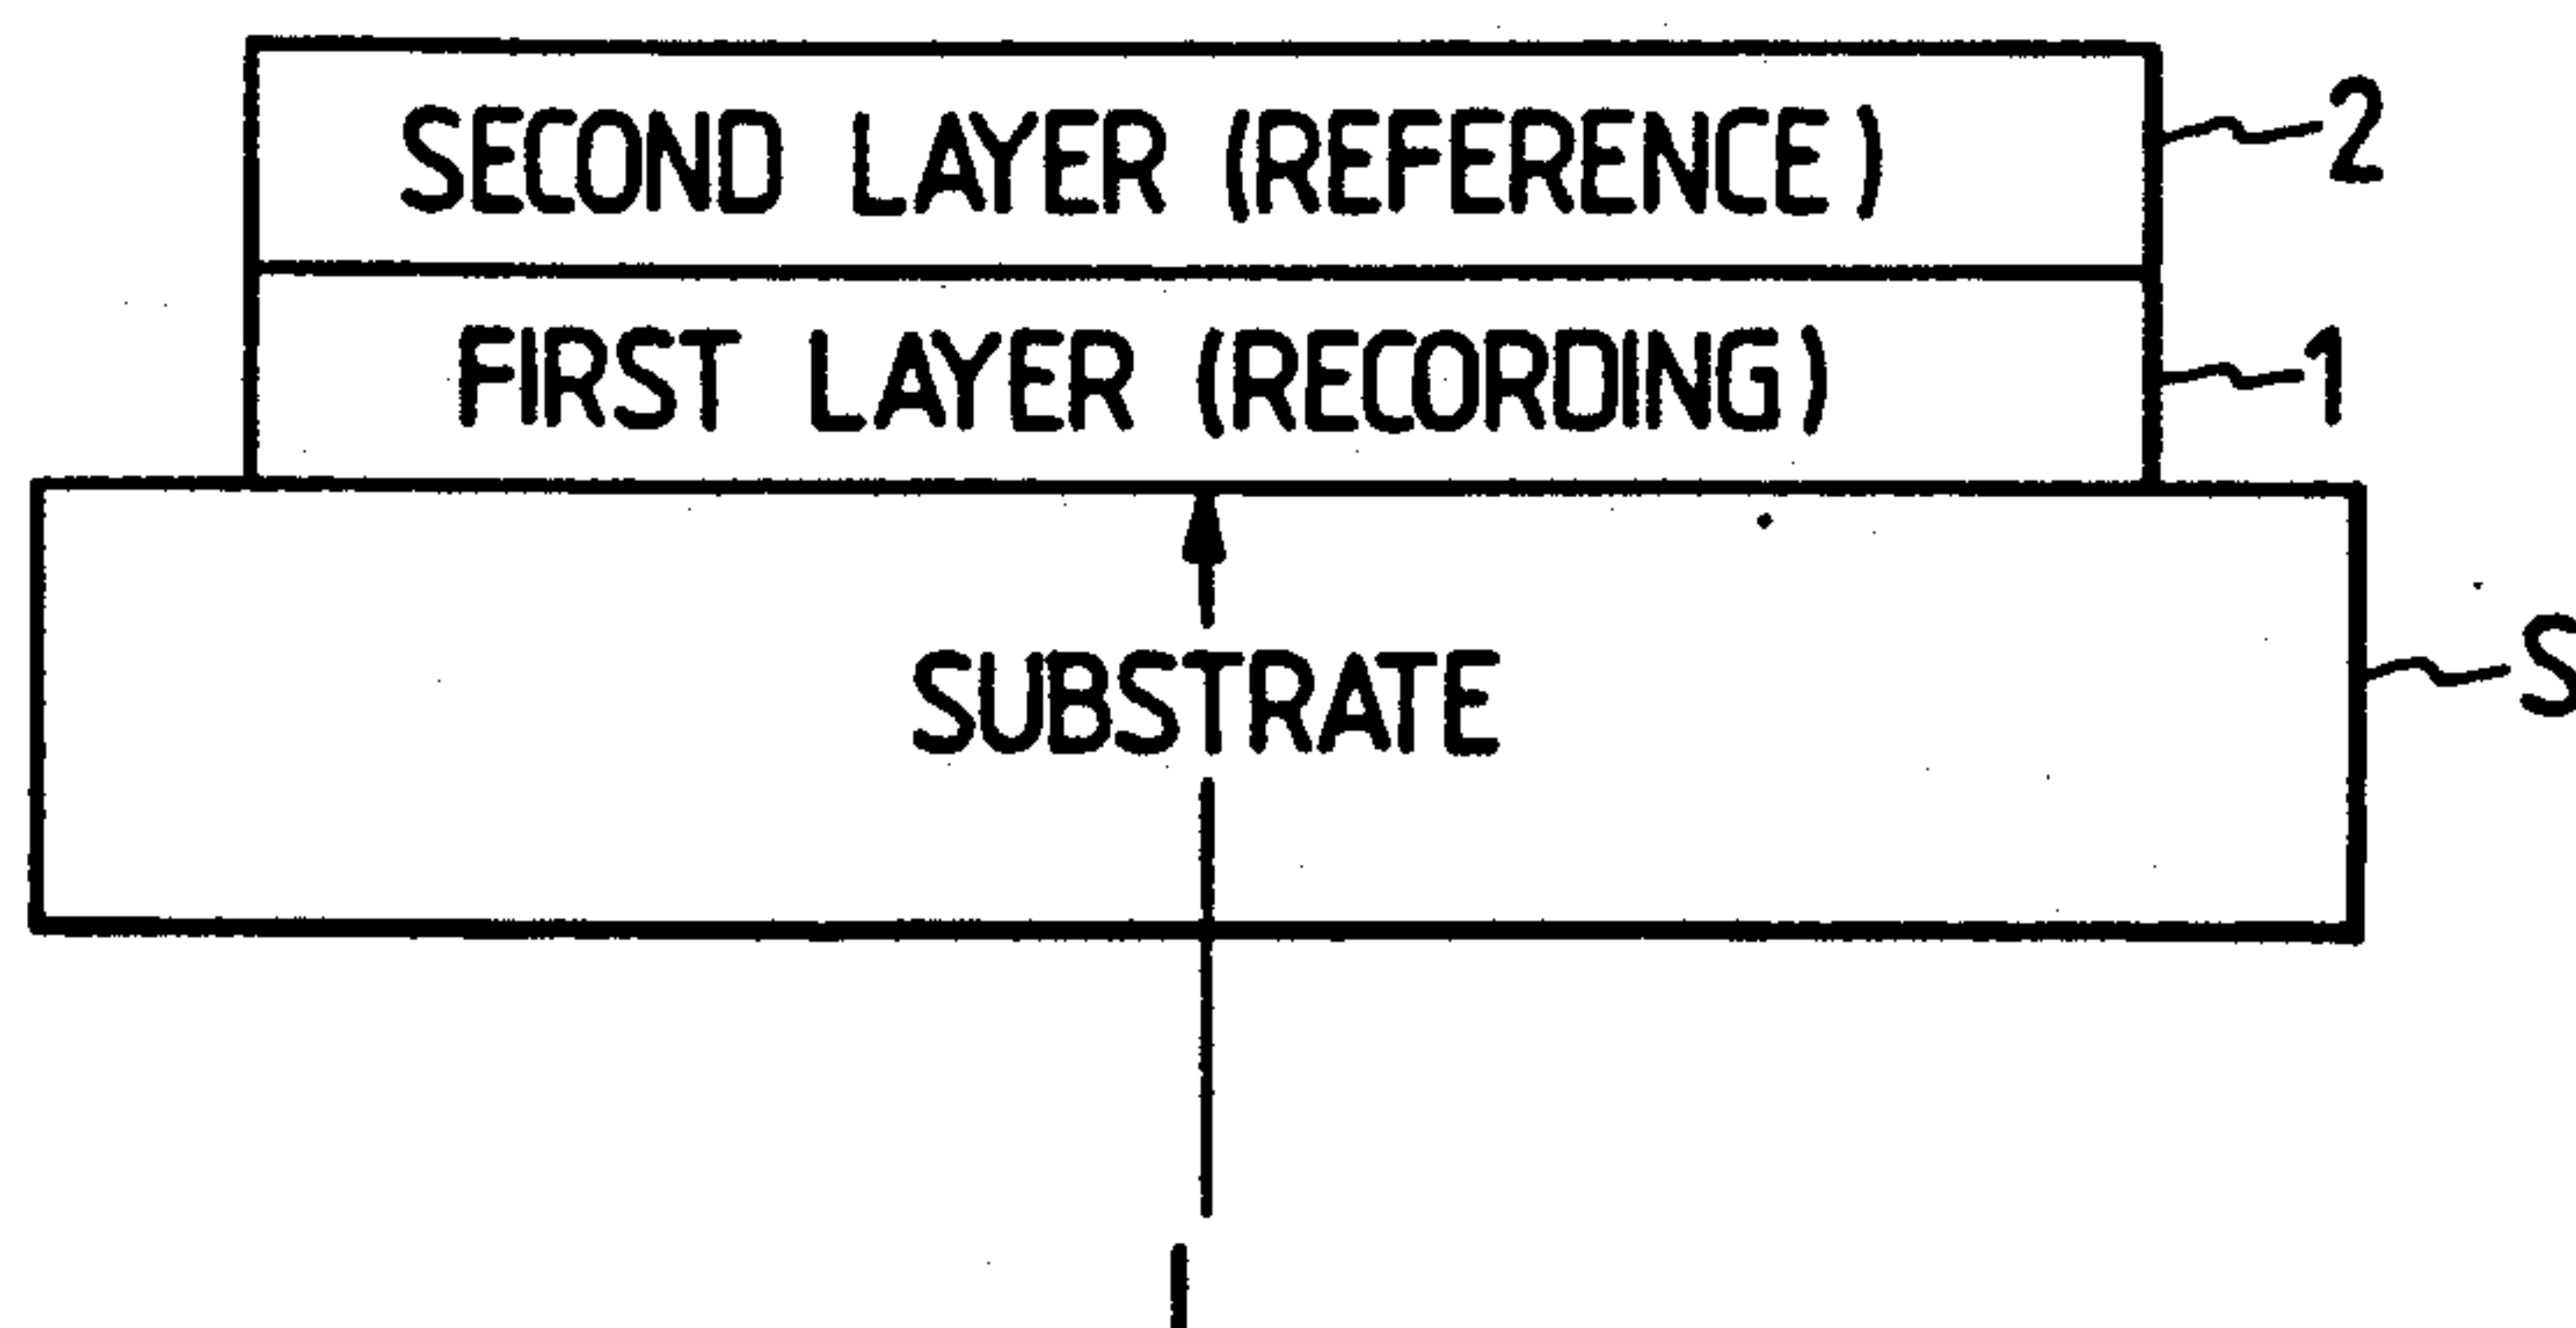 SECOND LAYER (REFERENCE)
2
FIRST LAYER (RECORDING)
1
SUBSTRATE
S